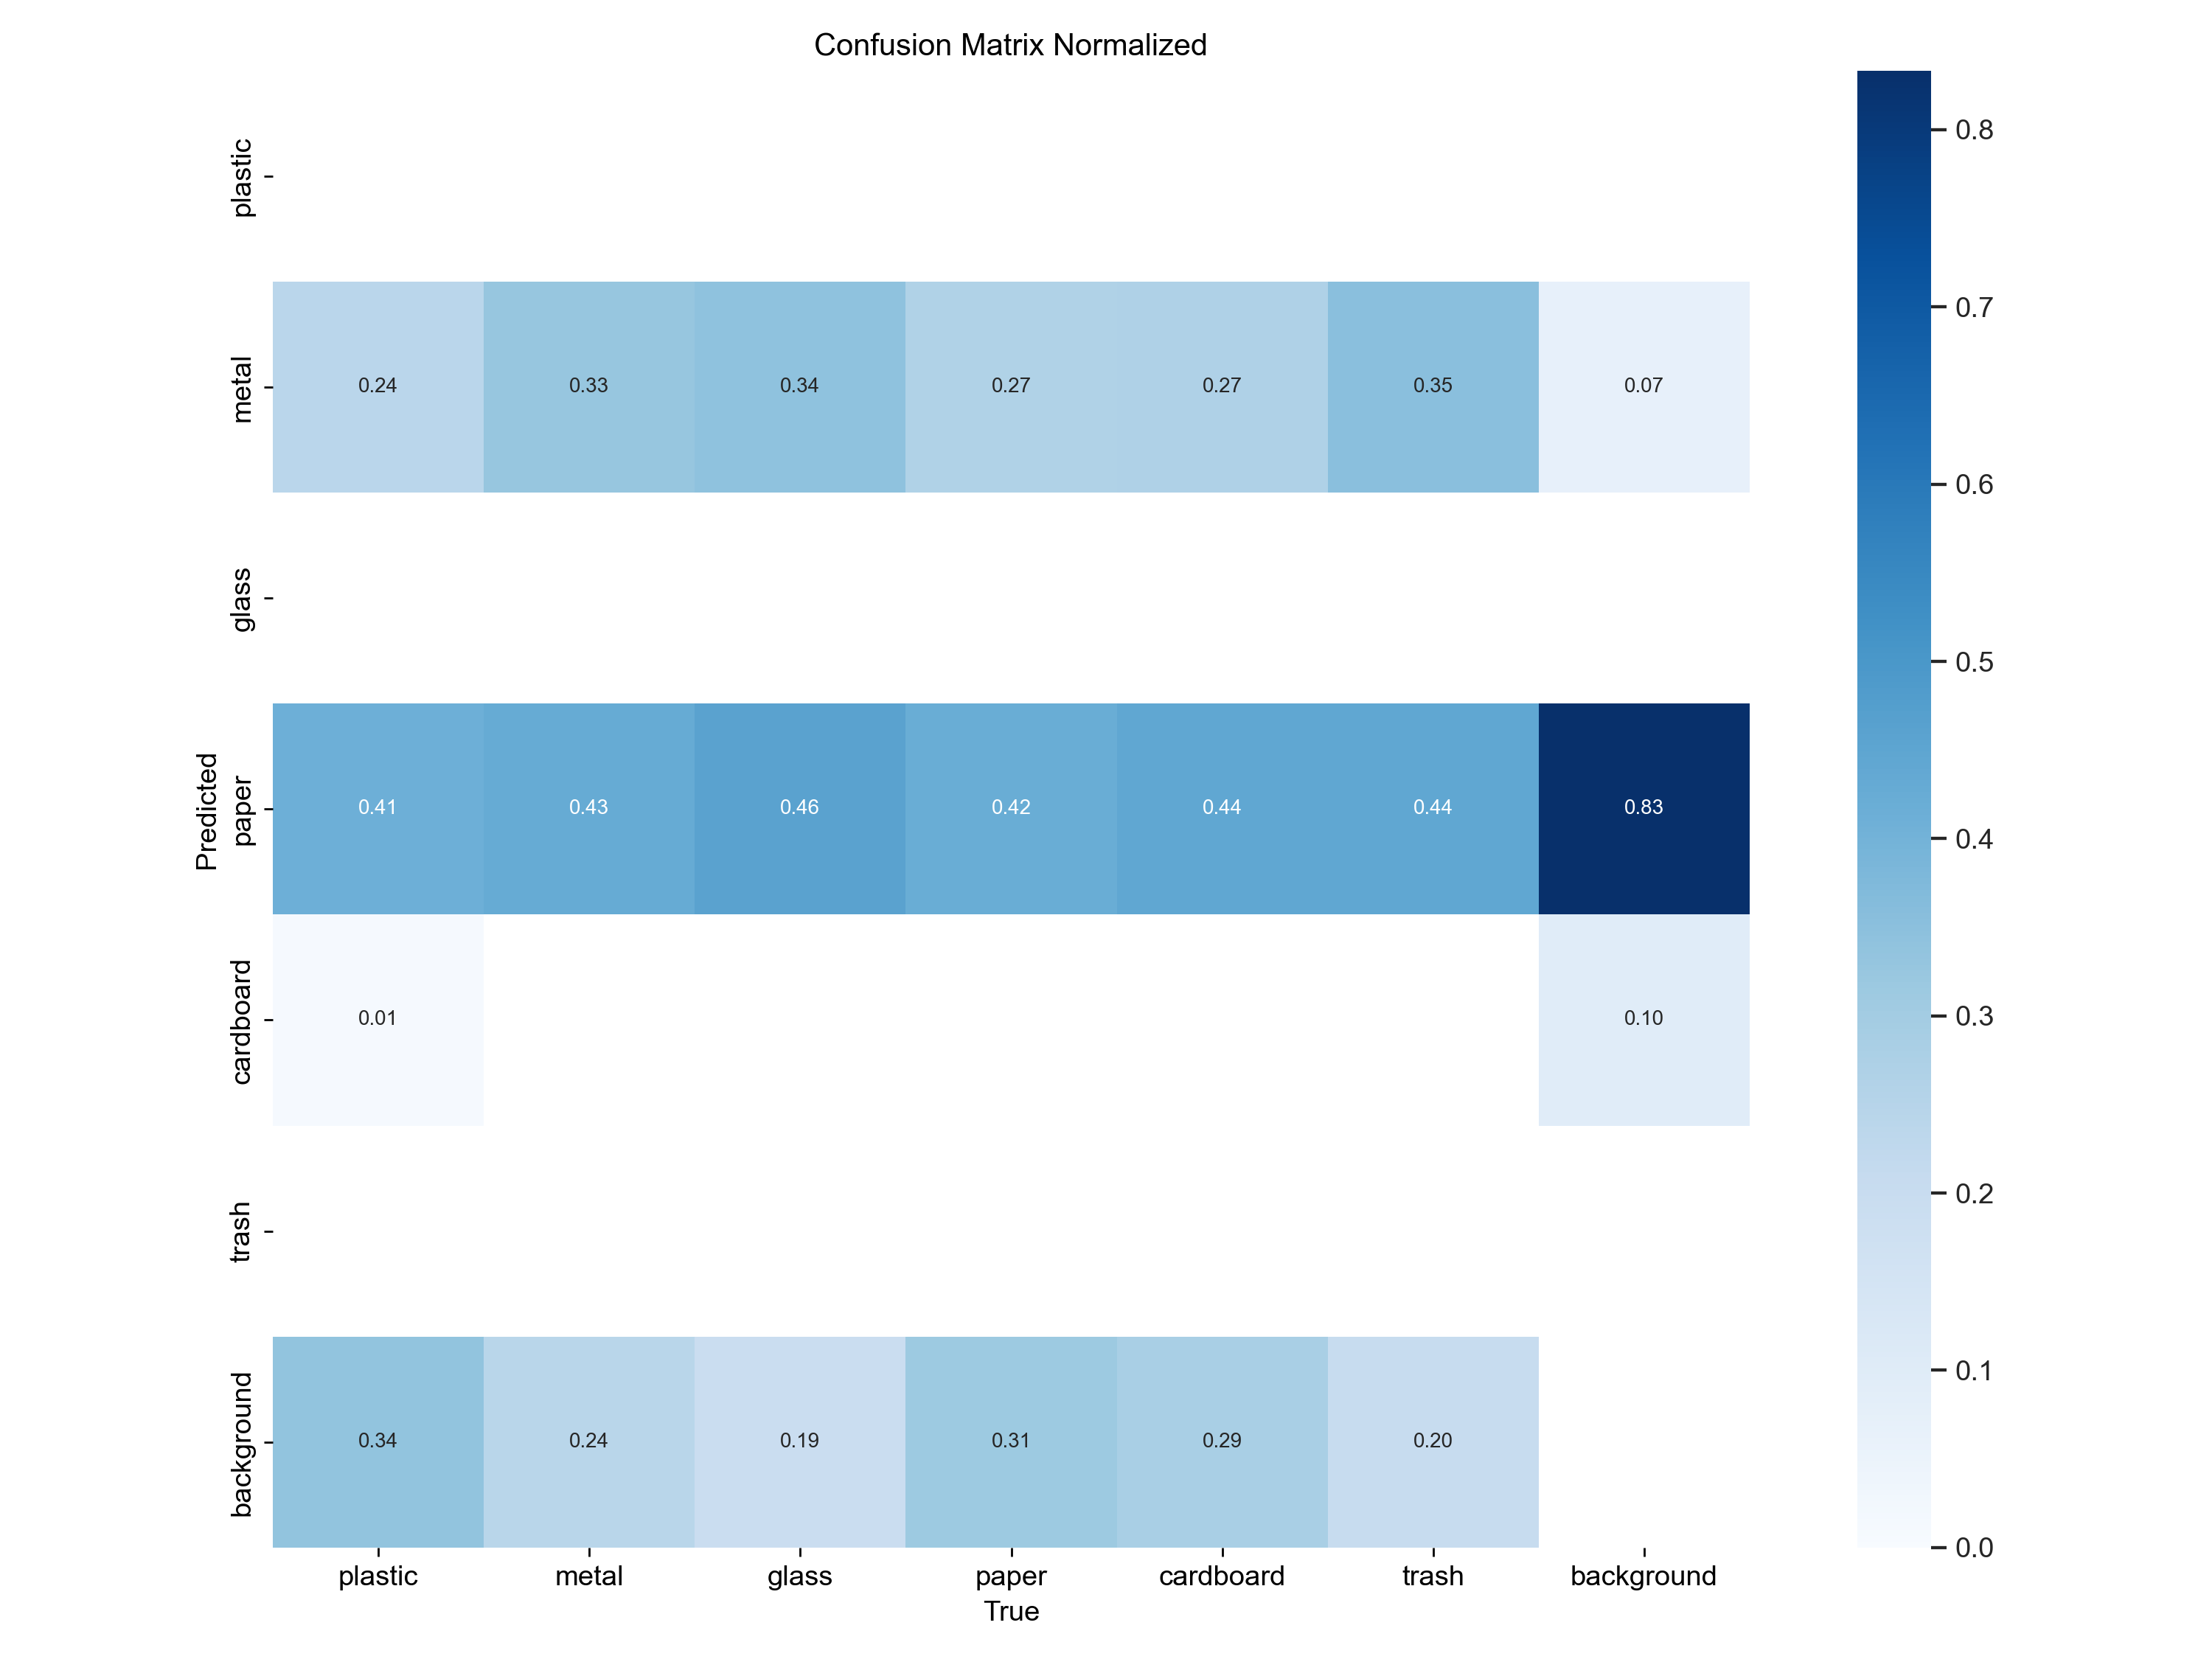 Confusion Matrix Normalized
plastic
metal
0.24 0.33 0.34 0.27 0.27 0.35 0.07
glass
Predicted
paper
0.41 0.43 0.46 0.42 0.44 0.44 0.83
cardboard
0.01 0.10
trash
background
0.34 0.24 0.19 0.31 0.29 0.20
plastic metal glass paper cardboard trash background
True
0.8
0.7
0.6
0.5
0.4
0.3
0.2
0.1
0.0